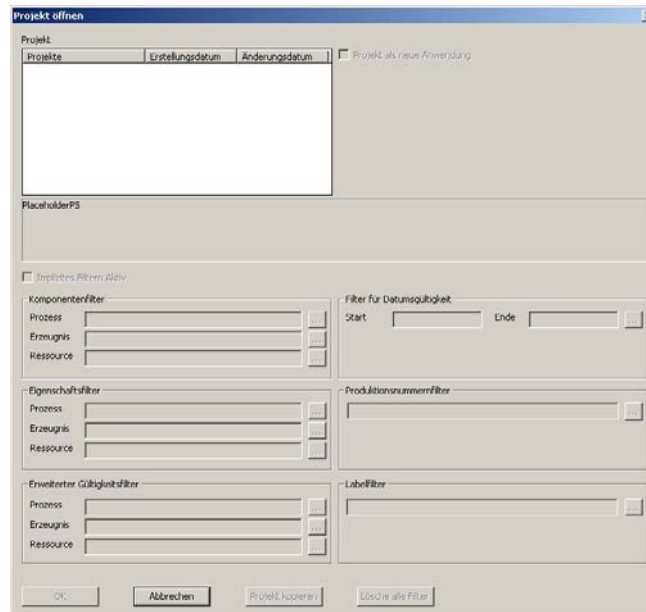 Projekt öffnen
Projekt
Projekte Erstellungsdatum Änderungsdatum
Projekt als neue Anwendung
PlaceholderPS
Implizites Filtern Aktiv
Komponentenfilter
Prozess ...
Erzeugnis ...
Ressource ...
Filter für Datumsgültigkeit
Start Ende ...
Eigenschaftsfilter
Prozess ...
Erzeugnis ...
Ressource ...
Produktionsnummernfilter
...
Erweiterter Gültigkeitsfilter
Prozess ...
Erzeugnis ...
Ressource ...
Labelfilter
...
OK Abbrechen Projekt kopieren Lösche alle Filter